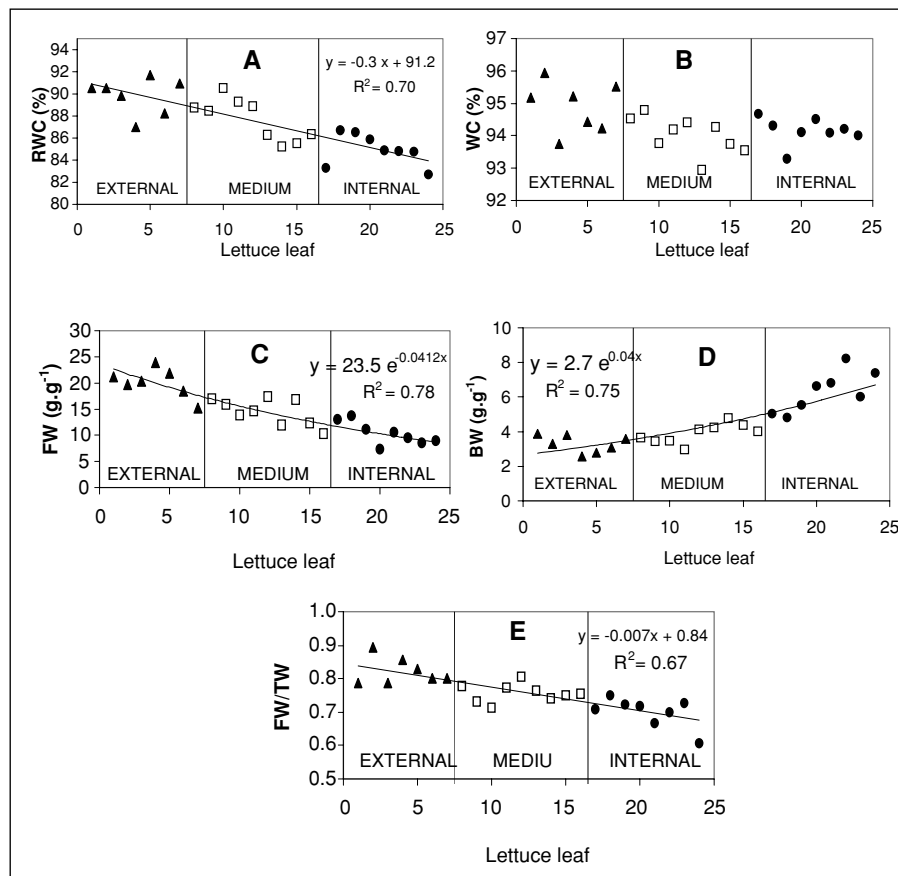 A
y = -0.3 x + 91.2
R² = 0.70
RWC (%)
94
92
90
88
86
84
82
80
EXTERNAL MEDIUM INTERNAL
0 5 10 15 20 25
Lettuce leaf
B
WC (%)
97
96
95
94
93
92
EXTERNAL MEDIUM INTERNAL
0 5 10 15 20 25
Lettuce leaf
C
y = 23.5 e^-0.0412x
R² = 0.78
FW (g.g⁻¹)
30
25
20
15
10
5
0
EXTERNAL MEDIUM INTERNAL
0 5 10 15 20 25
Lettuce leaf
y = 2.7 e^0.04x
R² = 0.75
D
BW (g.g⁻¹)
10
8
6
4
2
0
EXTERNAL MEDIUM INTERNAL
0 5 10 15 20 25
Lettuce leaf
E
y = -0.007x + 0.84
R² = 0.67
FW/TW
1.0
0.9
0.8
0.7
0.6
0.5
EXTERNAL MEDIU INTERNAL
0 5 10 15 20 25
Lettuce leaf